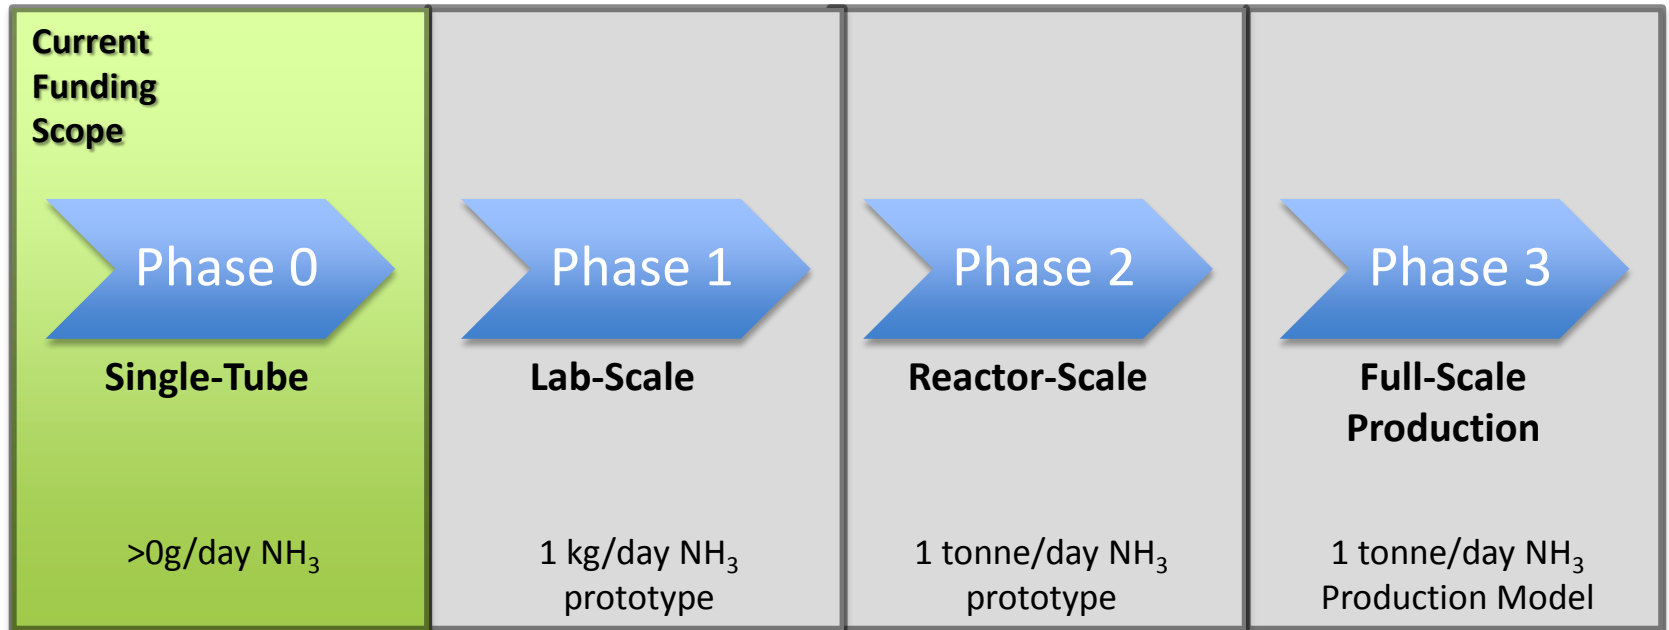 Current
Funding
Scope
Phase 0
Single-Tube
>0g/day NH₃
Phase 1
Lab-Scale
1 kg/day NH₃
prototype
Phase 2
Reactor-Scale
1 tonne/day NH₃
prototype
Phase 3
Full-Scale
Production
1 tonne/day NH₃
Production Model